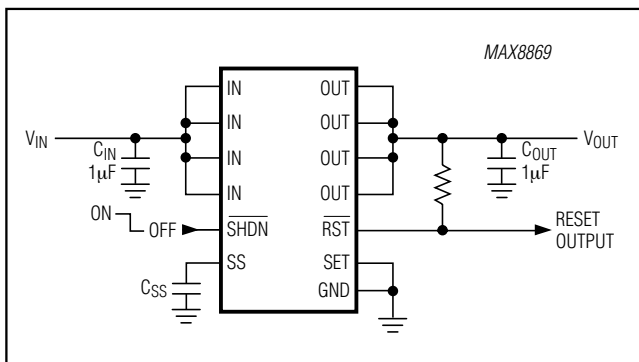 MAX8869
IN OUT
IN OUT
V_IN V_OUT
C_IN C_OUT
1µF 1µF
IN OUT
IN OUT
ON
OFF SHDN RST RESET OUTPUT
SS SET
C_SS
GND